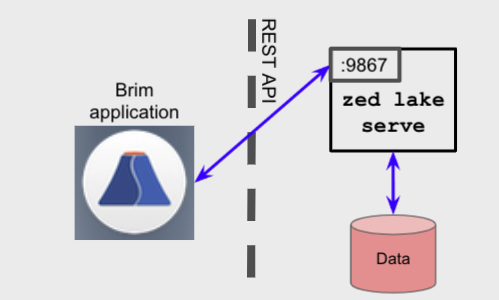 Brim
application
REST API
:9867
zed lake
serve
Data